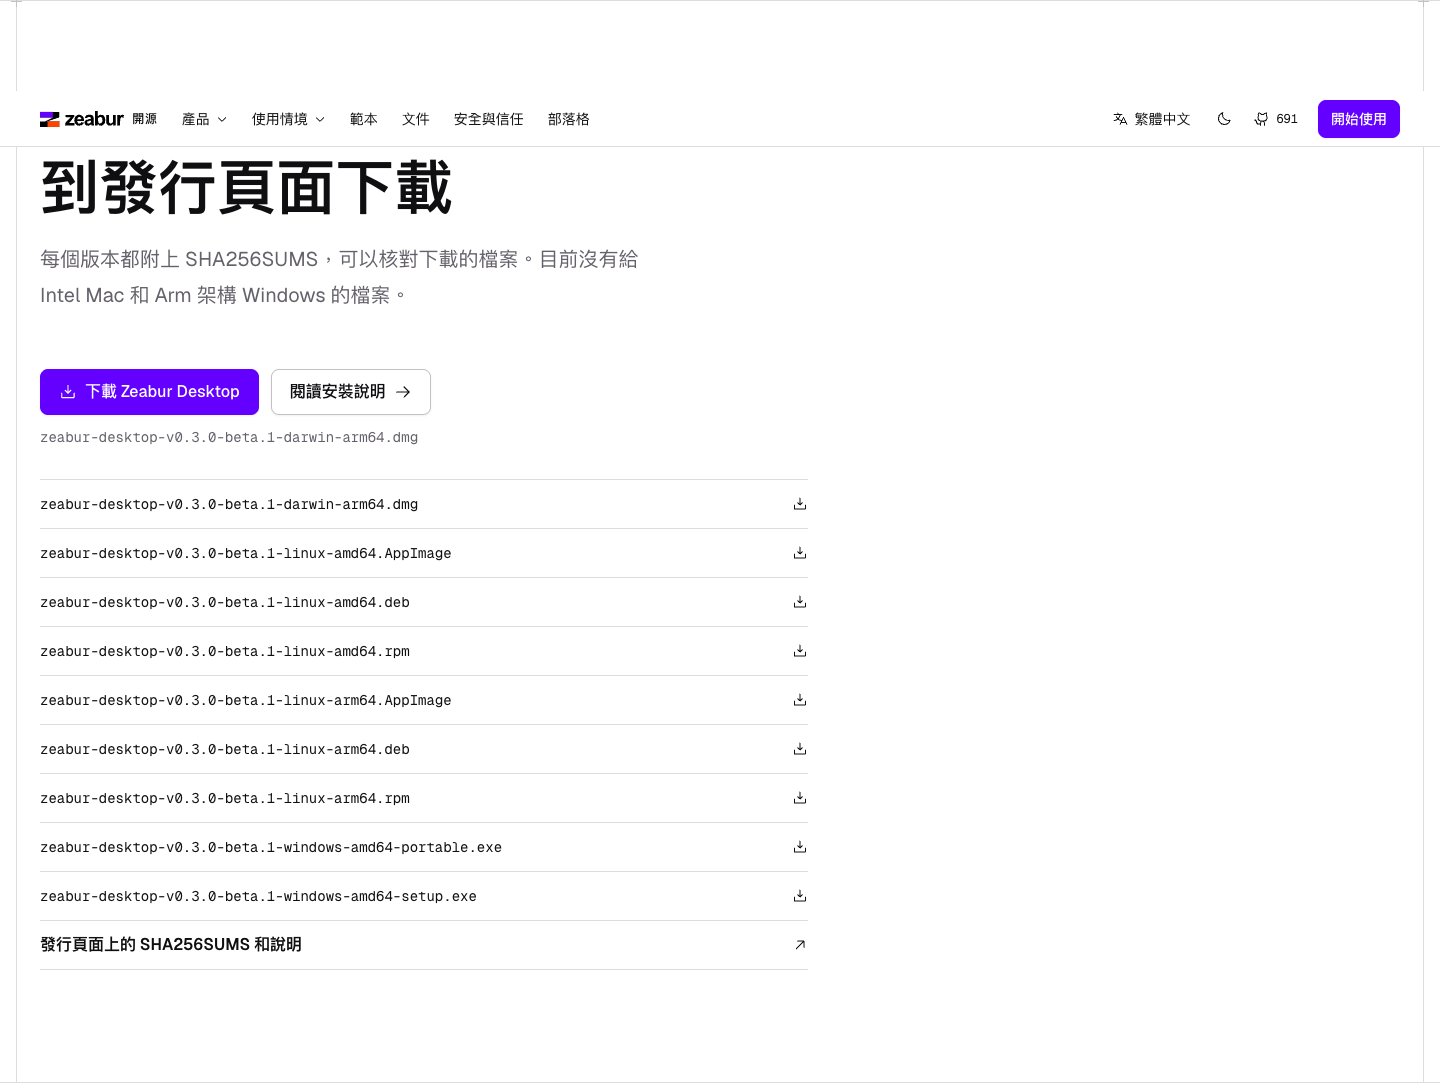 zeabur 開源 產品 使用情境 範本 文件 安全與信任 部落格 繁體中文 691 開始使用
到發行頁面下載
每個版本都附上 SHA256SUMS，可以核對下載的檔案。目前沒有給
Intel Mac 和 Arm 架構 Windows 的檔案。
下載 Zeabur Desktop 閱讀安裝說明
zeabur-desktop-v0.3.0-beta.1-darwin-arm64.dmg
zeabur-desktop-v0.3.0-beta.1-darwin-arm64.dmg
zeabur-desktop-v0.3.0-beta.1-linux-amd64.AppImage
zeabur-desktop-v0.3.0-beta.1-linux-amd64.deb
zeabur-desktop-v0.3.0-beta.1-linux-amd64.rpm
zeabur-desktop-v0.3.0-beta.1-linux-arm64.AppImage
zeabur-desktop-v0.3.0-beta.1-linux-arm64.deb
zeabur-desktop-v0.3.0-beta.1-linux-arm64.rpm
zeabur-desktop-v0.3.0-beta.1-windows-amd64-portable.exe
zeabur-desktop-v0.3.0-beta.1-windows-amd64-setup.exe
發行頁面上的 SHA256SUMS 和說明